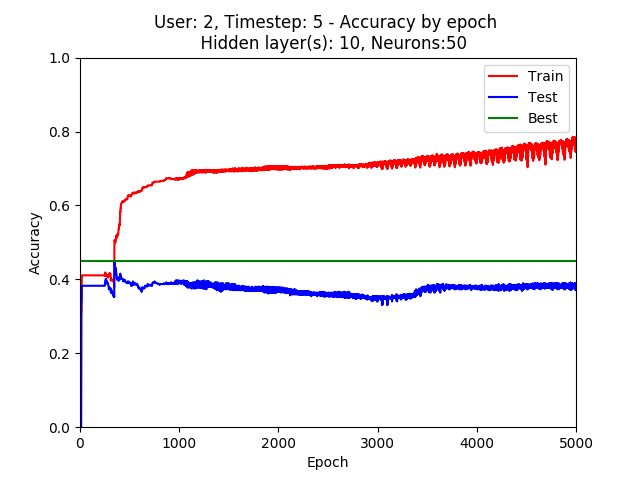 User: 2, Timestep: 5 - Accuracy by epoch
Hidden layer(s): 10, Neurons:50
1.0
0.8
0.6
0.4
0.2
0.0
Accuracy
Train
Test
Best
0 1000 2000 3000 4000 5000
Epoch